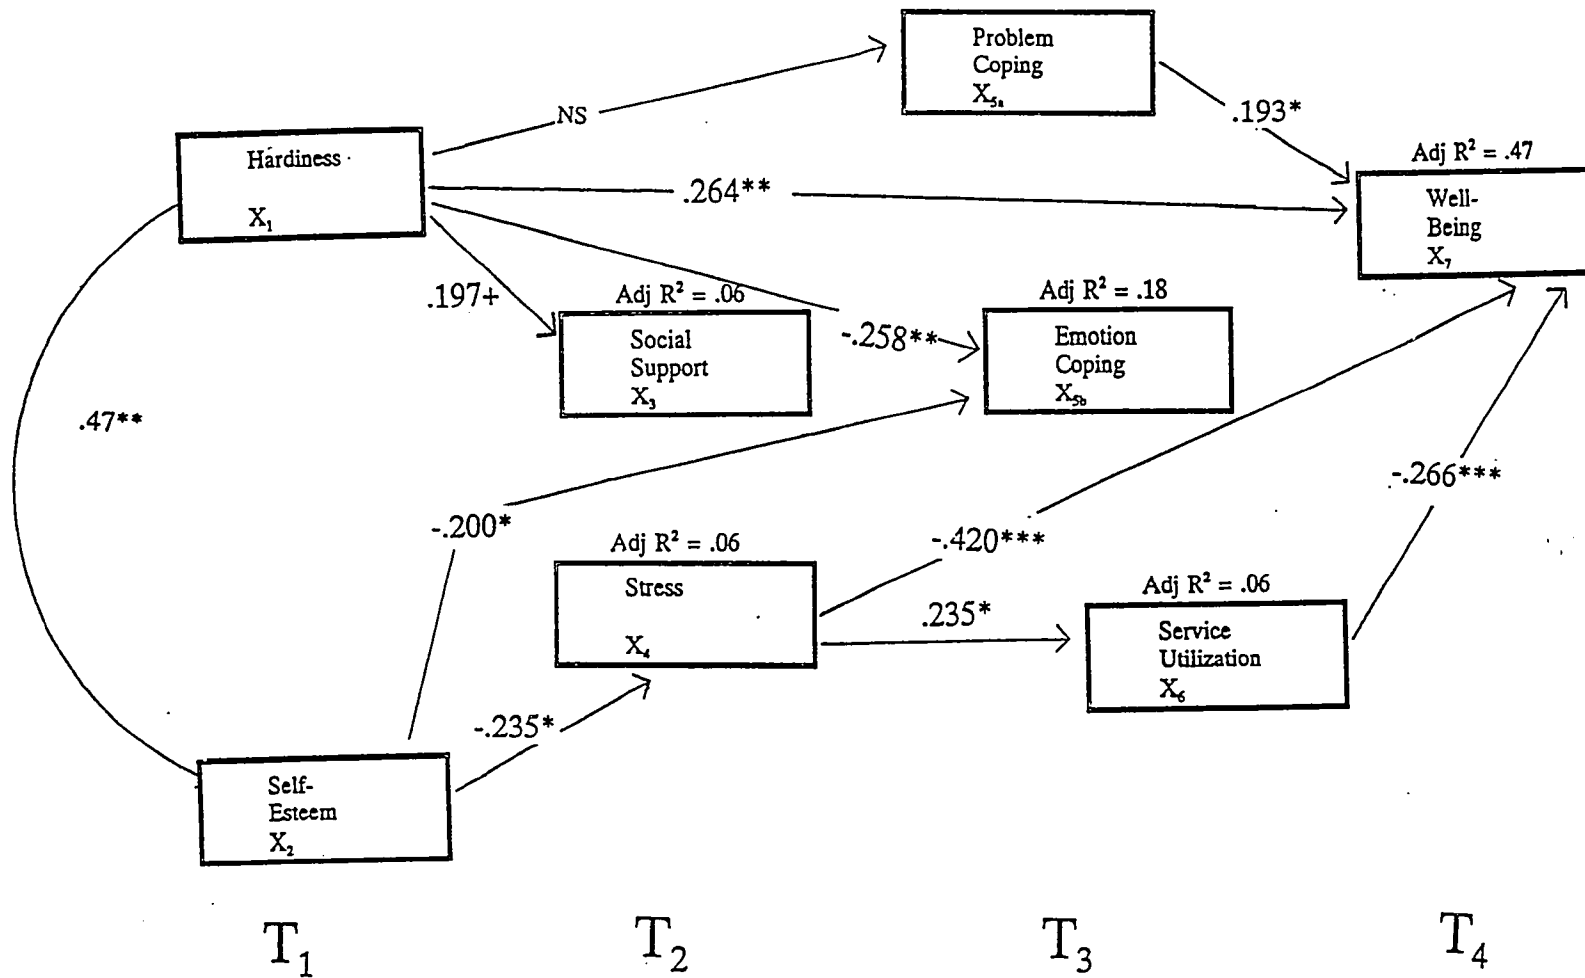 Problem
Coping
X₅ₐ
NS
.193*
Adj R² = .47
Hardiness
X₁
.264**
Well-
Being
X₇
.197+
Adj R² = .06
Adj R² = .18
Social
Support
X₃
-.258**
Emotion
Coping
X₅b
.47**
-.266***
-.200*
Adj R² = .06
-.420***
Stress
X₄
.235*
Adj R² = .06
Service
Utilization
X₆
-.235*
Self-
Esteem
X₂
T₁ T₂ T₃ T₄